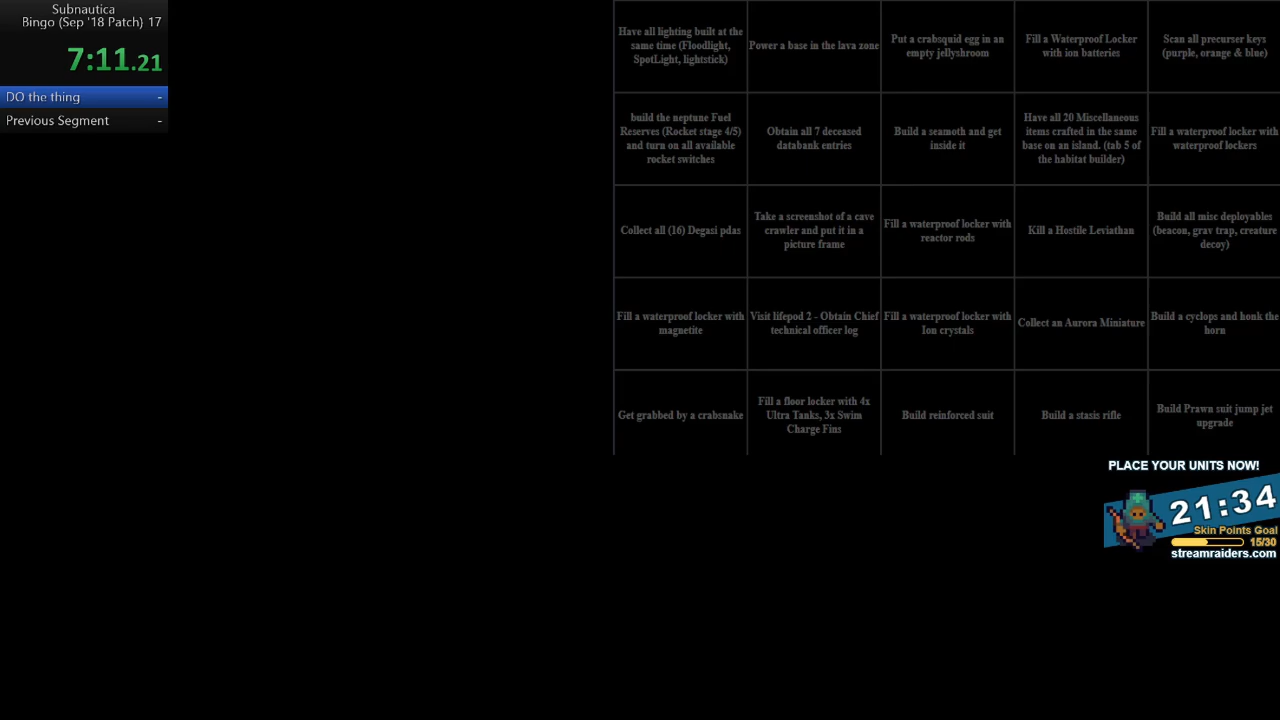 Subnautica
Bingo (Sep '18 Patch) 17
7:11.21
DO the thing -
Previous Segment -
Have all lighting built at the
same time (Floodlight,
SpotLight, lightstick)
Power a base in the lava zone
Put a crabsquid egg in an
empty jellyshroom
Fill a Waterproof Locker
with ion batteries
Scan all precurser keys
(purple, orange & blue)
build the neptune Fuel
Reserves (Rocket stage 4/5)
and turn on all available
rocket switches
Obtain all 7 deceased
databank entries
Build a seamoth and get
inside it
Have all 20 Miscellaneous
items crafted in the same
base on an island. (tab 5 of
the habitat builder)
Fill a waterproof locker with
waterproof lockers
Collect all (16) Degasi pdas
Take a screenshot of a cave
crawler and put it in a
picture frame
Fill a waterproof locker with
reactor rods
Kill a Hostile Leviathan
Build all misc deployables
(beacon, grav trap, creature
decoy)
Fill a waterproof locker with
magnetite
Visit lifepod 2 - Obtain Chief
technical officer log
Fill a waterproof locker with
Ion crystals
Collect an Aurora Miniature
Build a cyclops and honk the
horn
Get grabbed by a crabsnake
Fill a floor locker with 4x
Ultra Tanks, 3x Swim
Charge Fins
Build reinforced suit
Build a stasis rifle
Build Prawn suit jump jet
upgrade
PLACE YOUR UNITS NOW!
21:34
Skin Points Goal
15/30
streamraiders.com